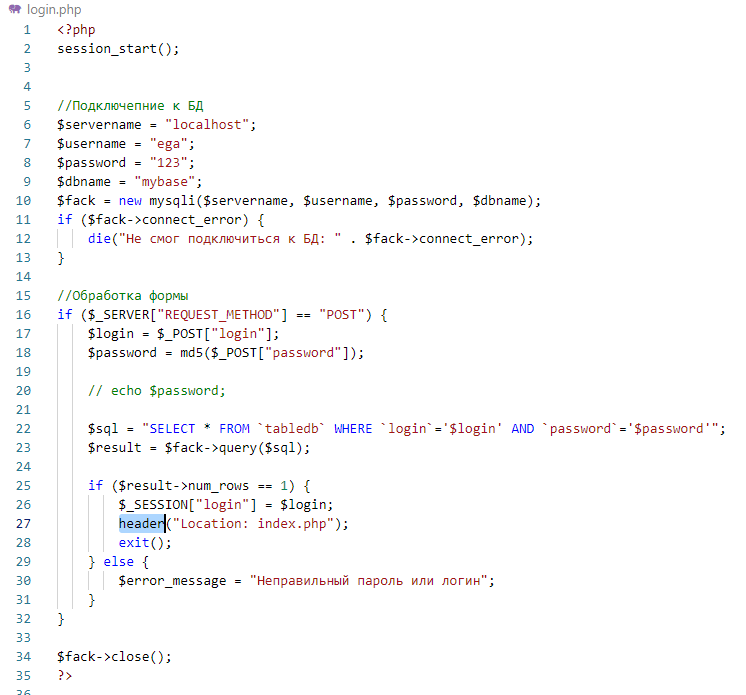 login.php
1 <?php
2 session_start();
3
4
5 //Подключепние к БД
6 $servername = "localhost";
7 $username = "ega";
8 $password = "123";
9 $dbname = "mybase";
10 $fack = new mysqli($servername, $username, $password, $dbname);
11 if ($fack->connect_error) {
12 die("Не смог подключиться к БД: " . $fack->connect_error);
13 }
14
15 //Обработка формы
16 if ($_SERVER["REQUEST_METHOD"] == "POST") {
17 $login = $_POST["login"];
18 $password = md5($_POST["password"]);
19
20 // echo $password;
21
22 $sql = "SELECT * FROM `tabledb` WHERE `login`='$login' AND `password`='$password'";
23 $result = $fack->query($sql);
24
25 if ($result->num_rows == 1) {
26 $_SESSION["login"] = $login;
27 header("Location: index.php");
28 exit();
29 } else {
30 $error_message = "Неправильный пароль или логин";
31 }
32 }
33
34 $fack->close();
35 ?>
36